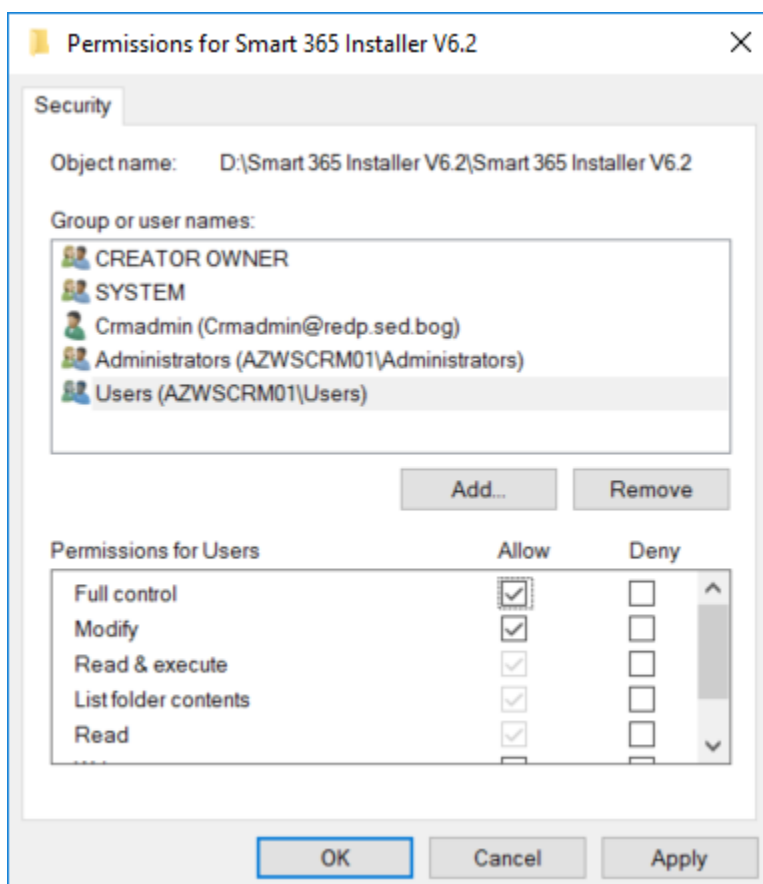 Permissions for Smart 365 Installer V6.2
Security
Object name: D:\Smart 365 Installer V6.2\Smart 365 Installer V6.2
Group or user names:
CREATOR OWNER
SYSTEM
Crmadmin (Crmadmin@redp.sed.bog)
Administrators (AZWSCRM01\Administrators)
Users (AZWSCRM01\Users)
Add... Remove
Permissions for Users Allow Deny
Full control
Modify
Read & execute
List folder contents
Read
OK Cancel Apply